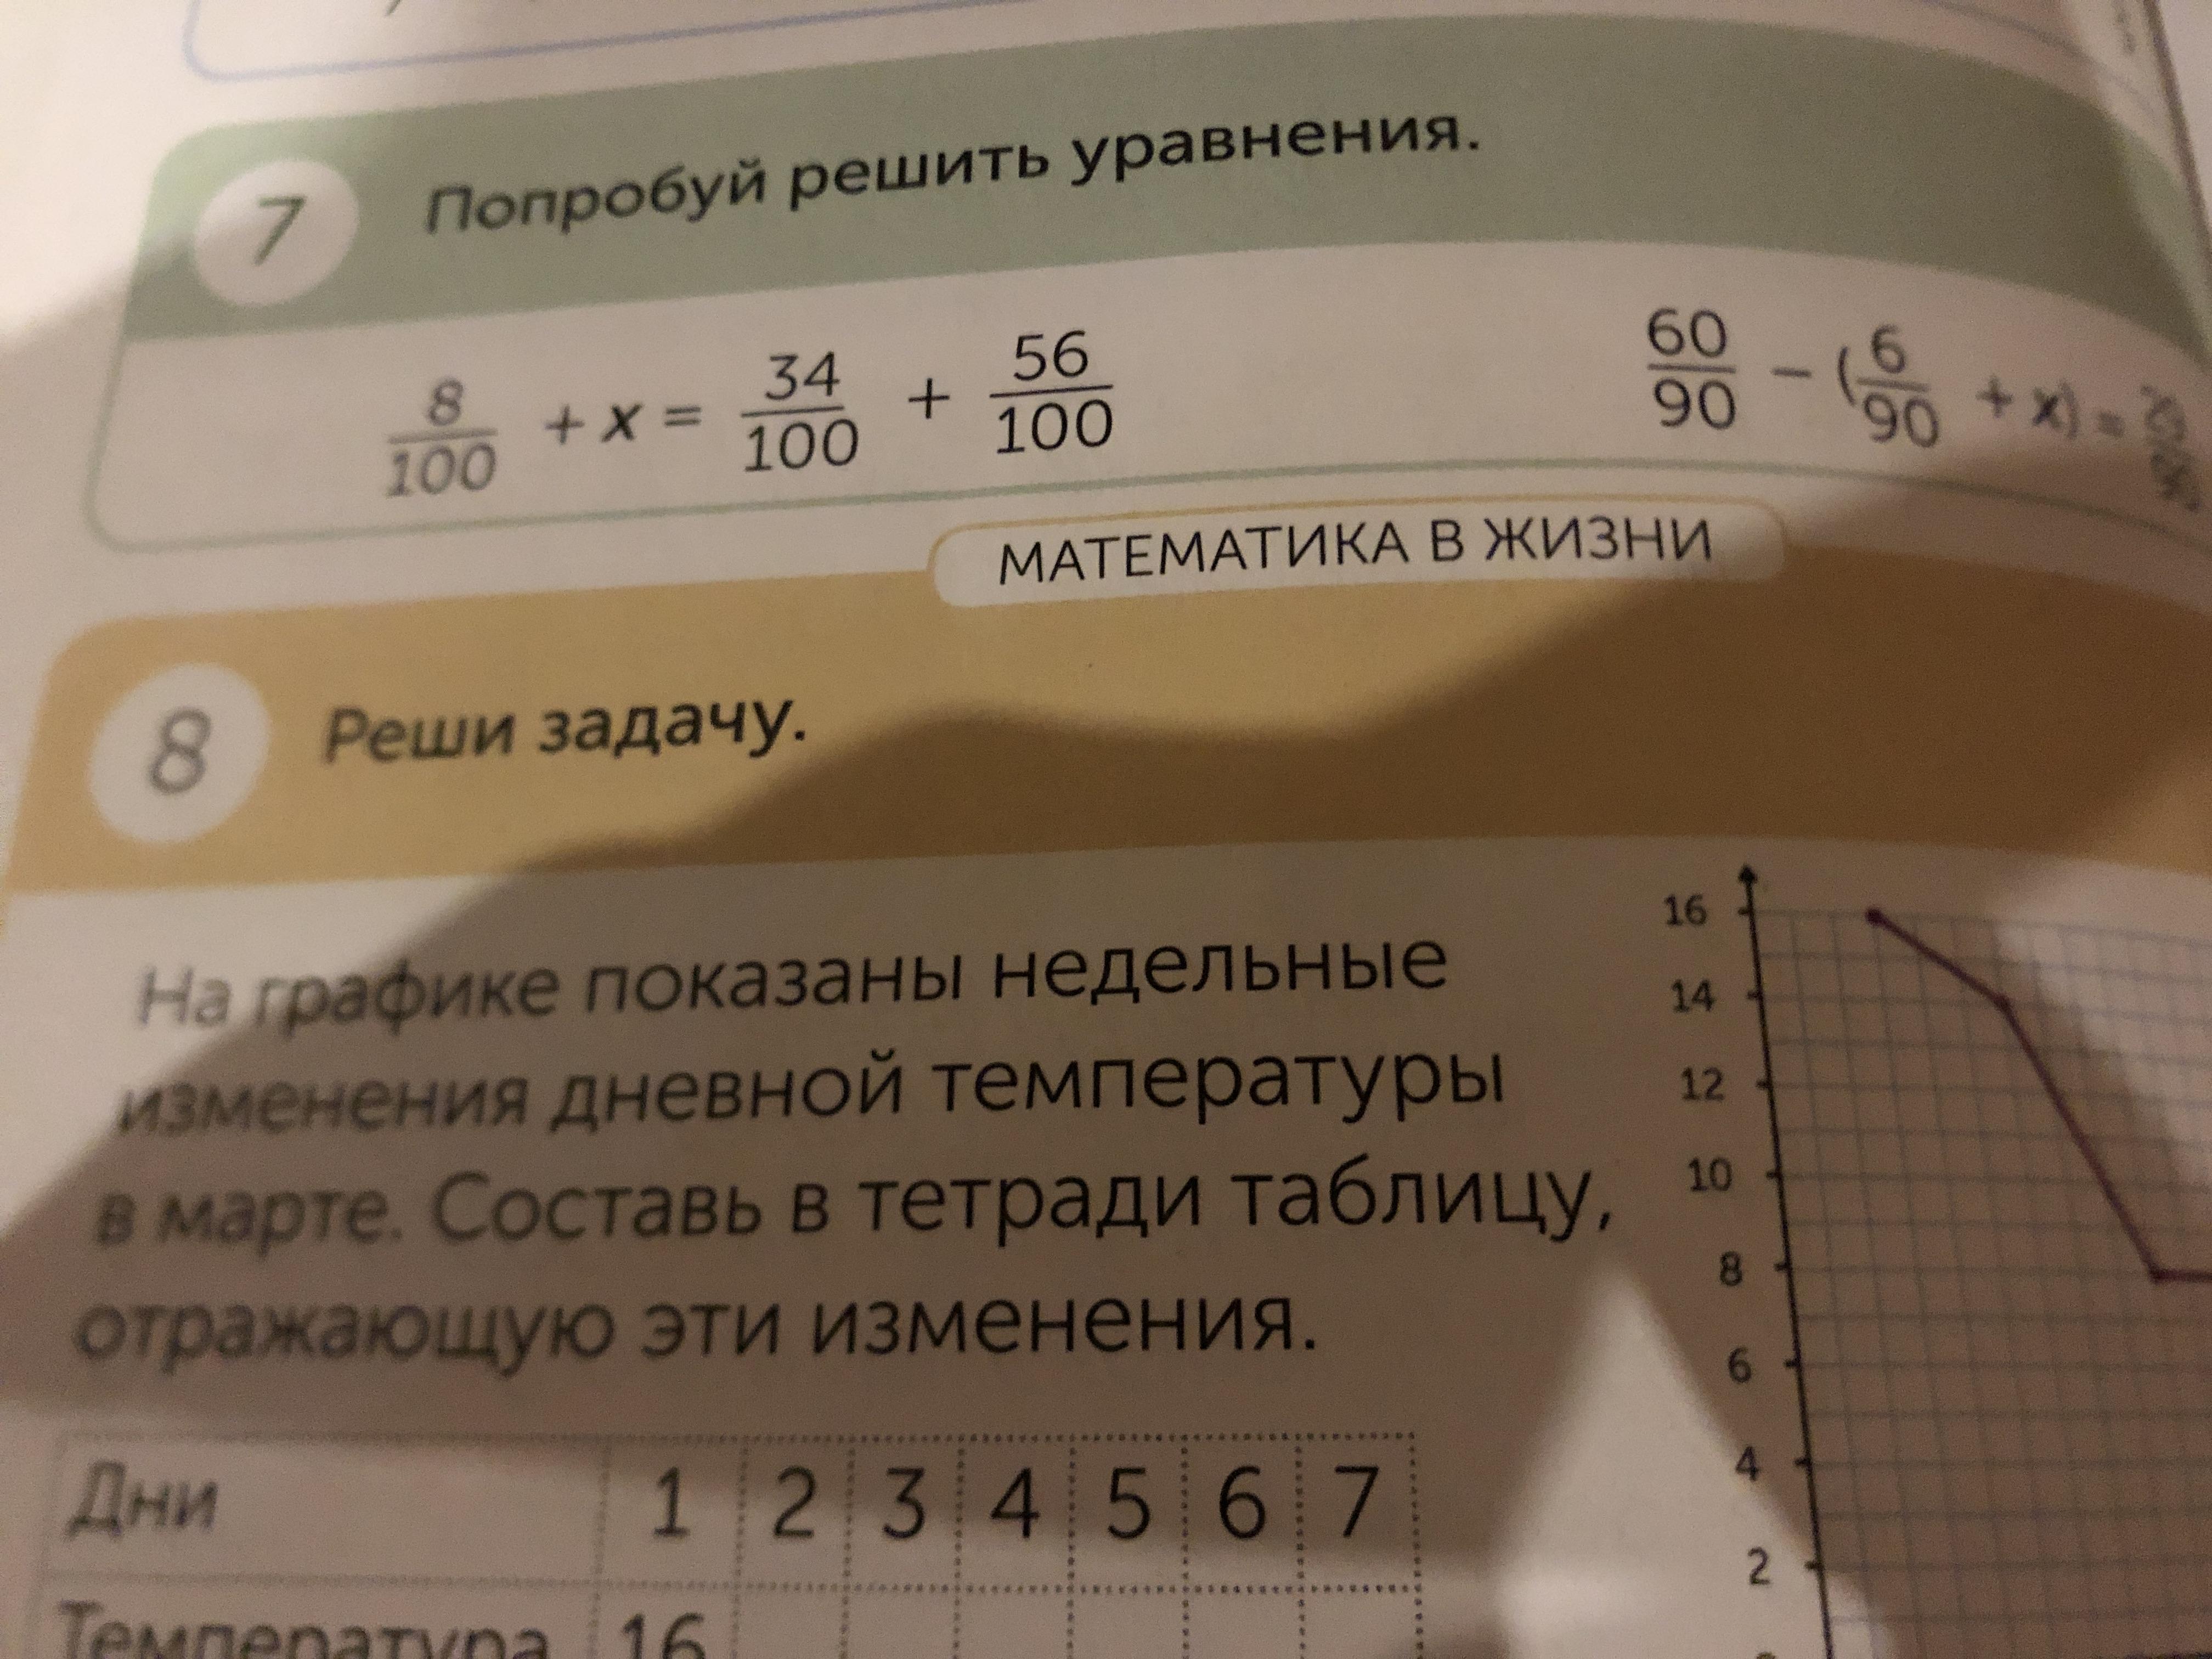 7 Попробуй решить уравнения.
8/100 + x = 34/100 + 56/100
60/90 − (6/90 + x) =
МАТЕМАТИКА В ЖИЗНИ
8 Реши задачу.
На графике показаны недельные
изменения дневной температуры
в марте. Составь в тетради таблицу,
отражающую эти изменения.
16
14
12
10
8
6
4
2
Дни 1 2 3 4 5 6 7
Температура 16